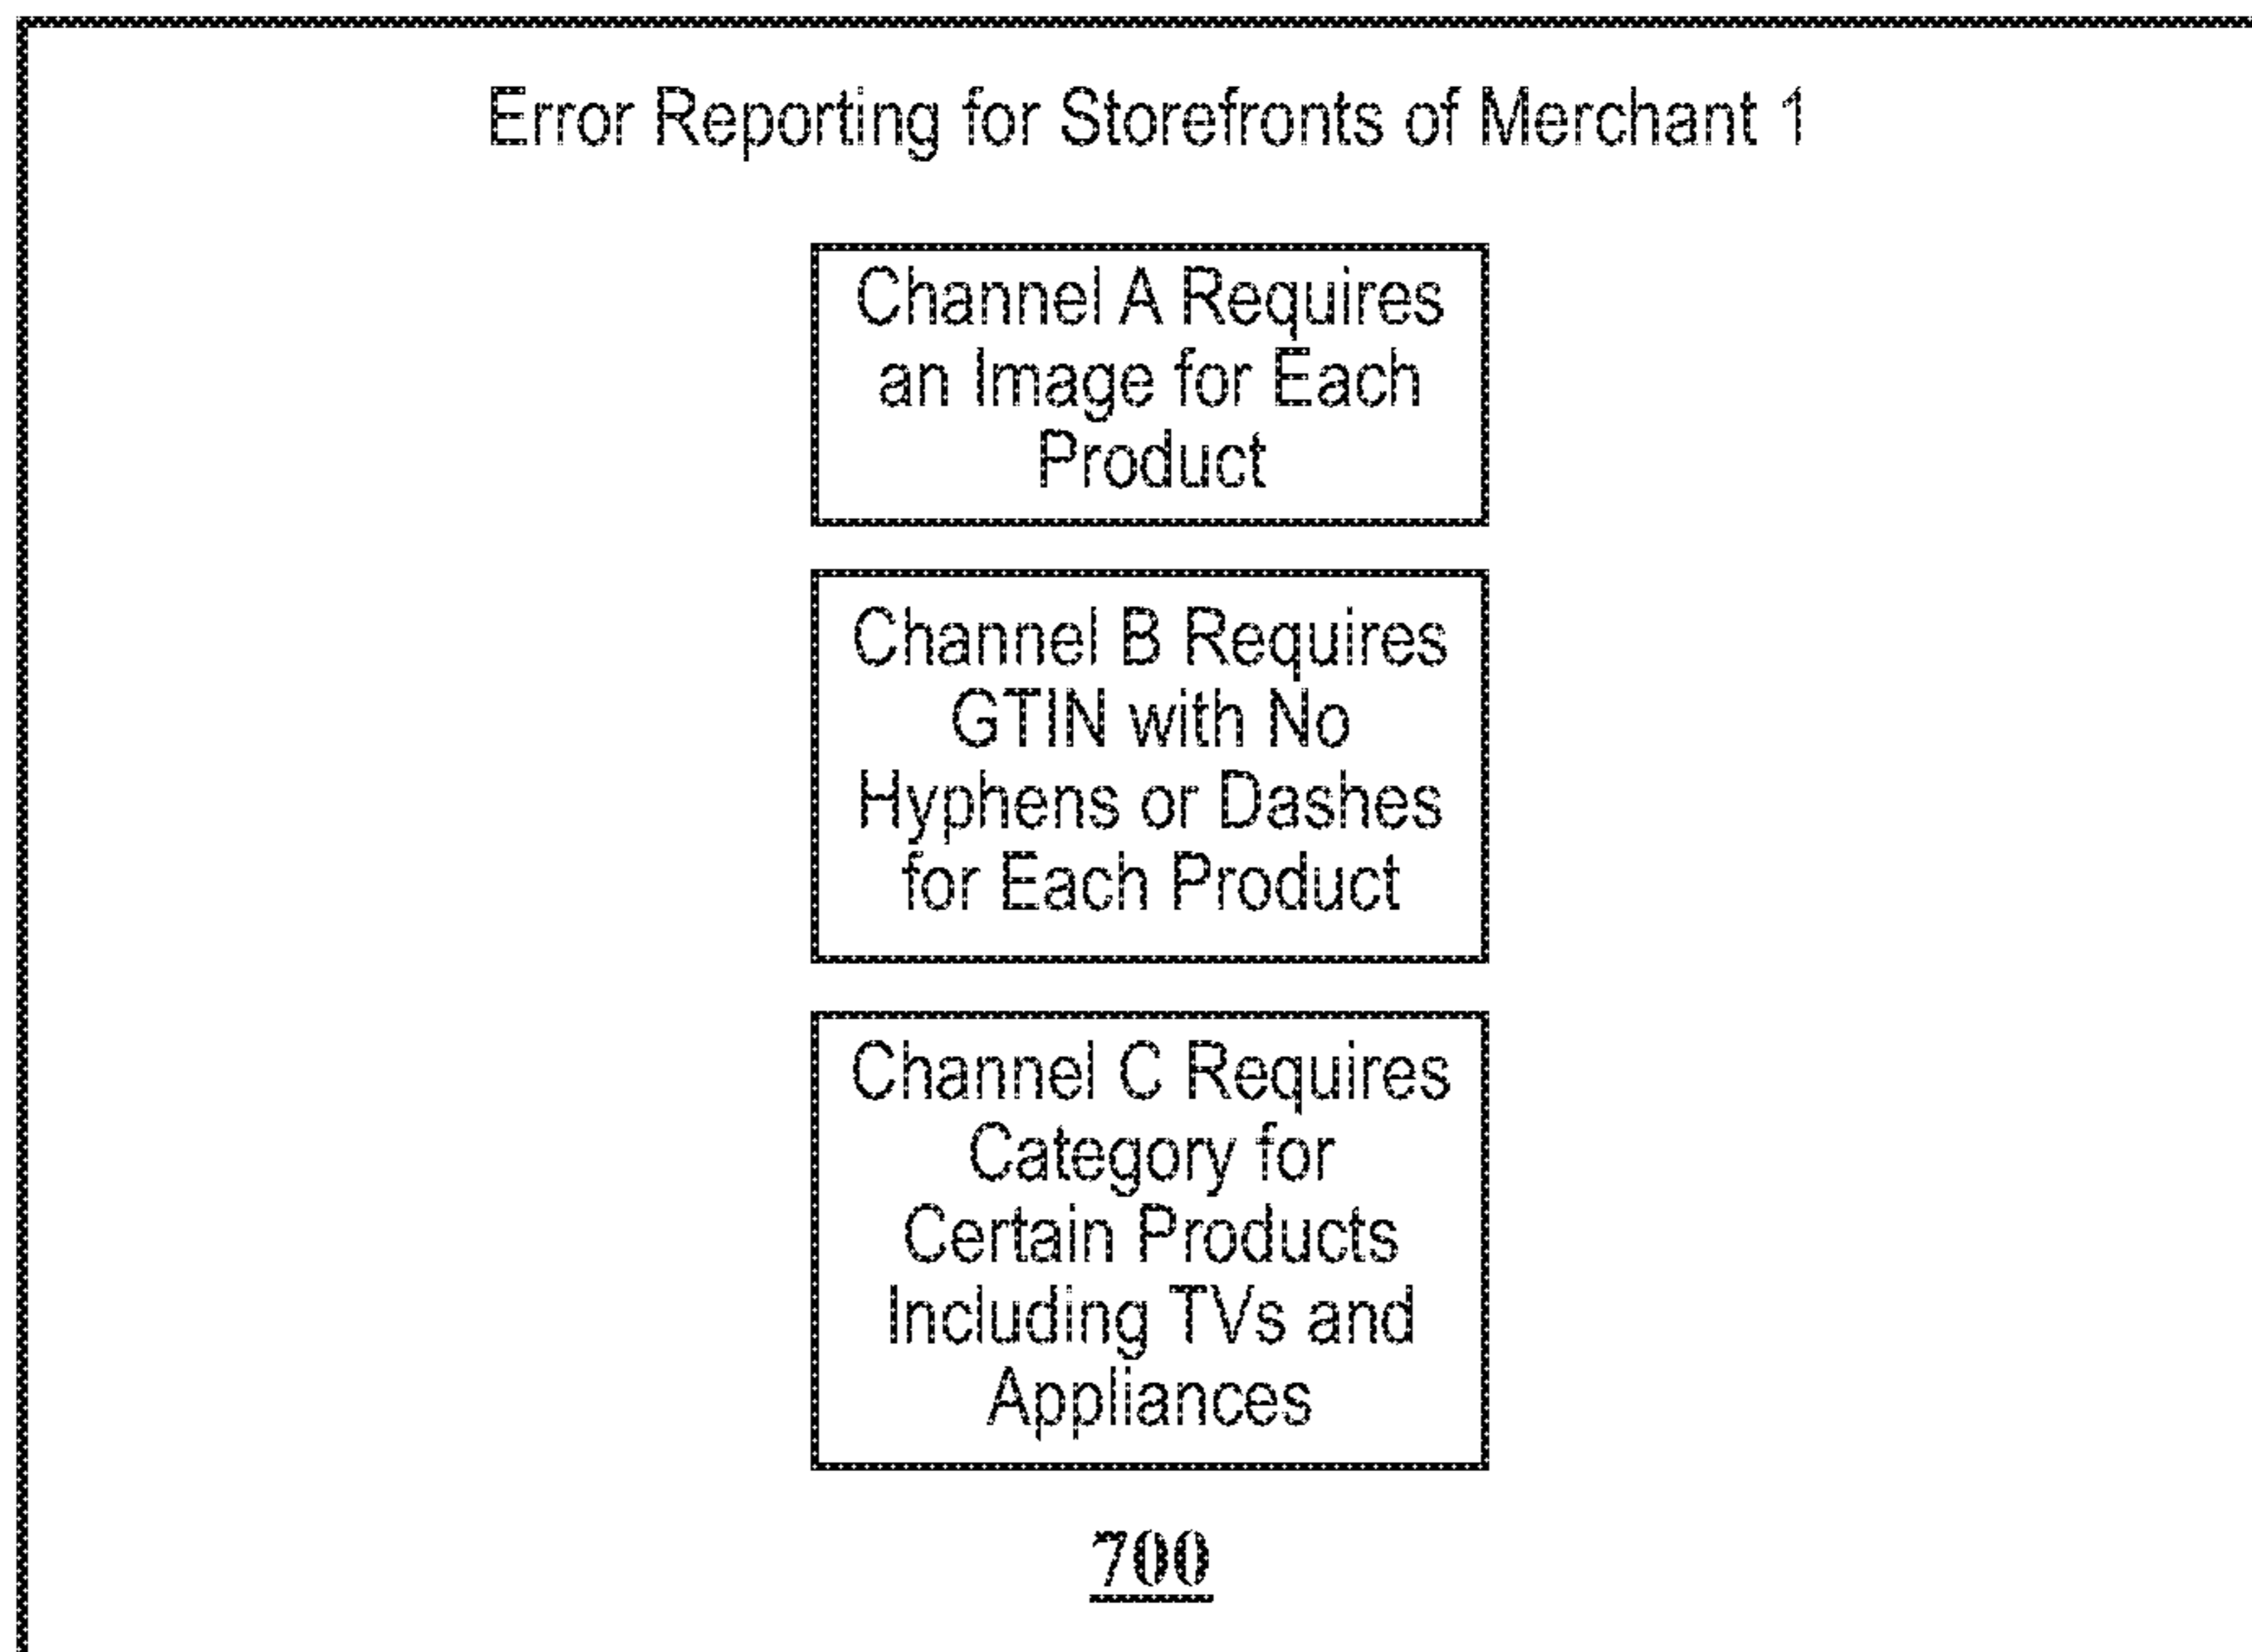 Error Reporting for Storefronts of Merchant 1
Channel A Requires
an Image for Each
Product
Channel B Requires
GTIN with No
Hyphens or Dashes
for Each Product
Channel C Requires
Category for
Certain Products
Including TVs and
Appliances
700